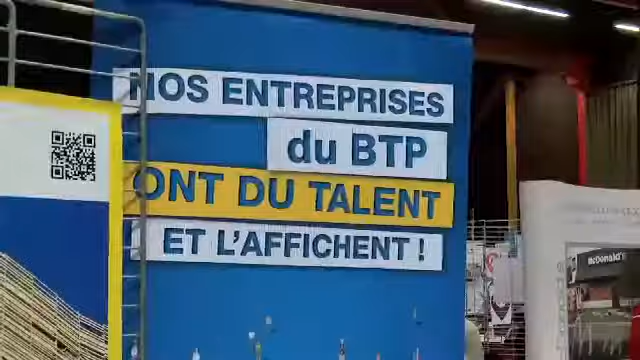 NOS ENTREPRISES
du BTP
ONT DU TALENT
ET L'AFFICHENT !
McDonald's